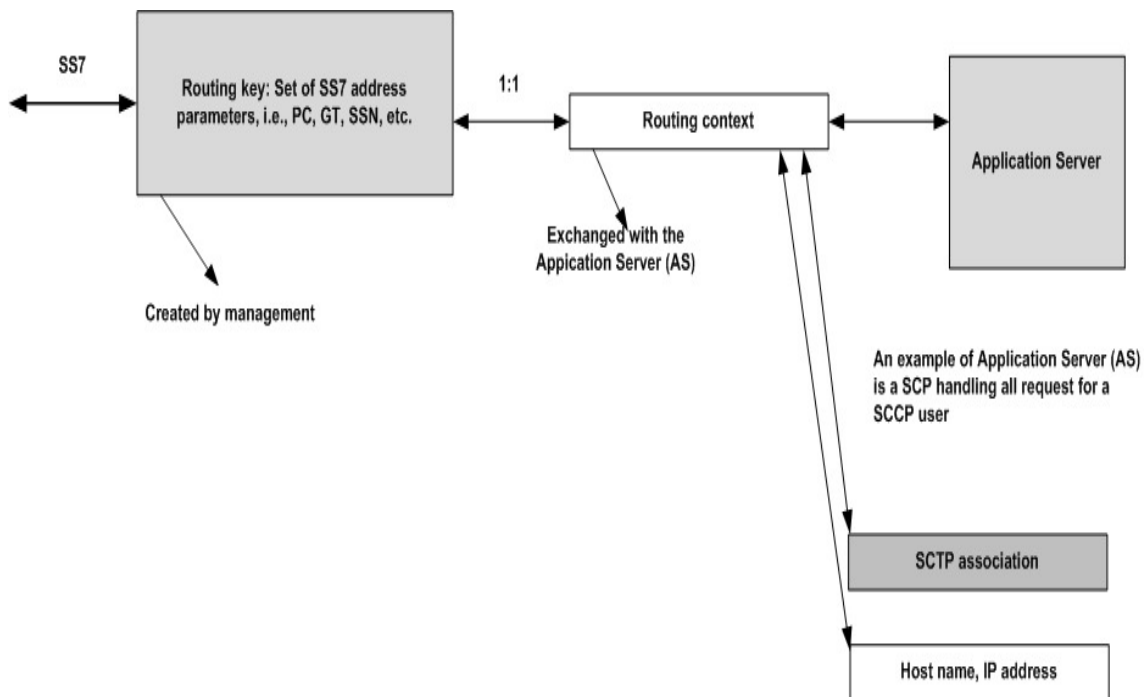 SS7
Routing key: Set of SS7 address
parameters, i.e., PC, GT, SSN, etc.
1:1
Routing context
Application Server
Exchanged with the
Appication Server (AS)
Created by management
An example of Application Server (AS)
is a SCP handling all request for a
SCCP user
SCTP association
Host name, IP address